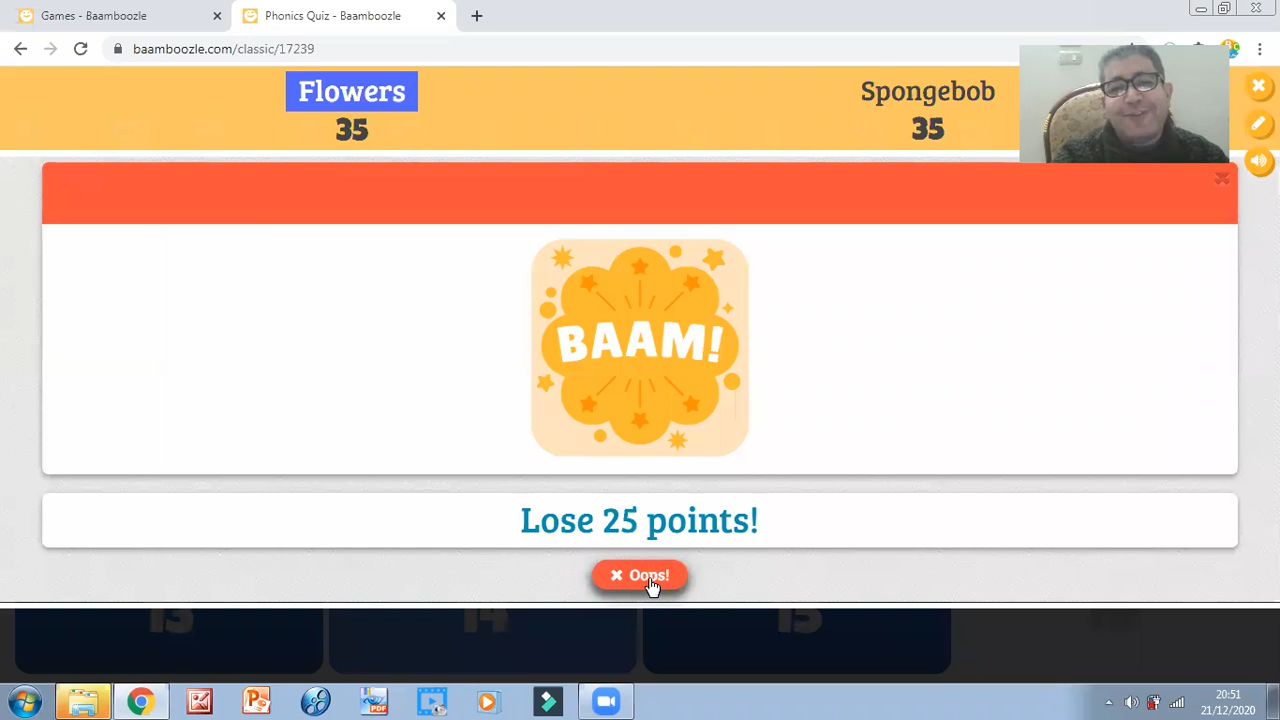 Games - Baamboozle
Phonics Quiz - Baamboozle
baamboozle.com/classic/17239
Flowers
35
Spongebob
35
BAAM!
Lose 25 points!
Oops!
13
14
15
20:51
21/12/2020